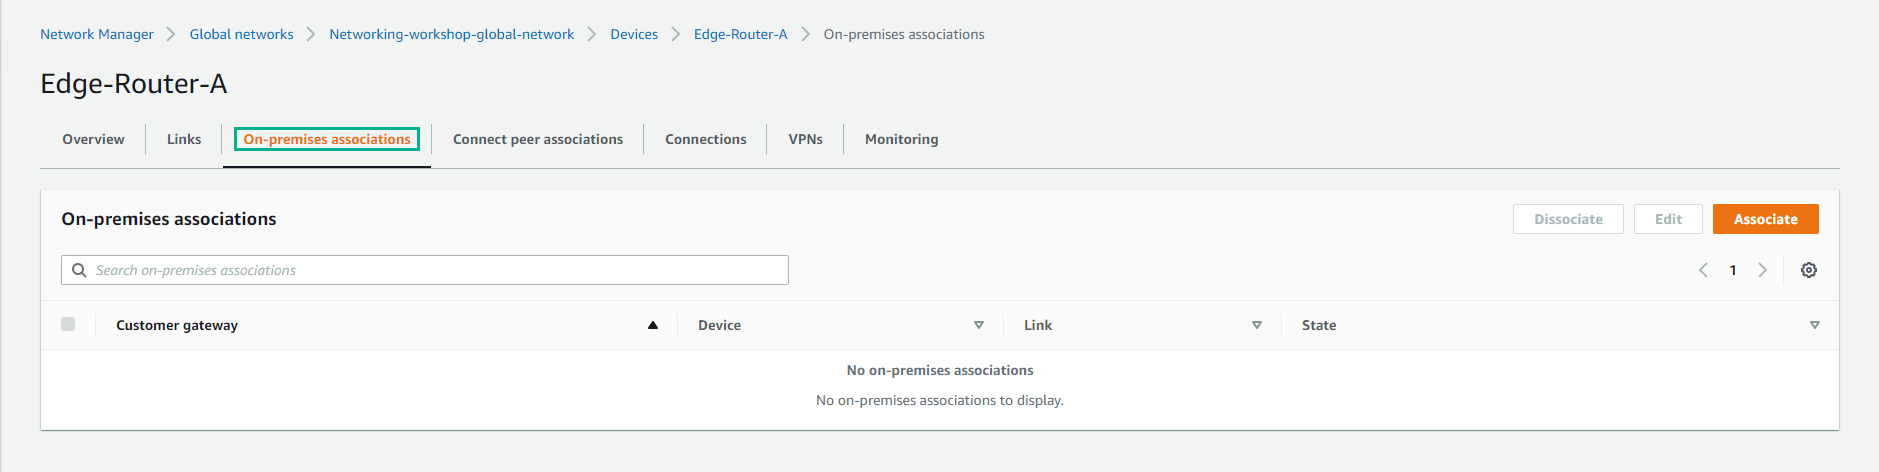 Network Manager > Global networks > Networking-workshop-global-network > Devices > Edge-Router-A > On-premises associations
Edge-Router-A
Overview Links On-premises associations Connect peer associations Connections VPNs Monitoring
On-premises associations Dissociate Edit Associate
Search on-premises associations 1
Customer gateway Device Link State
No on-premises associations
No on-premises associations to display.